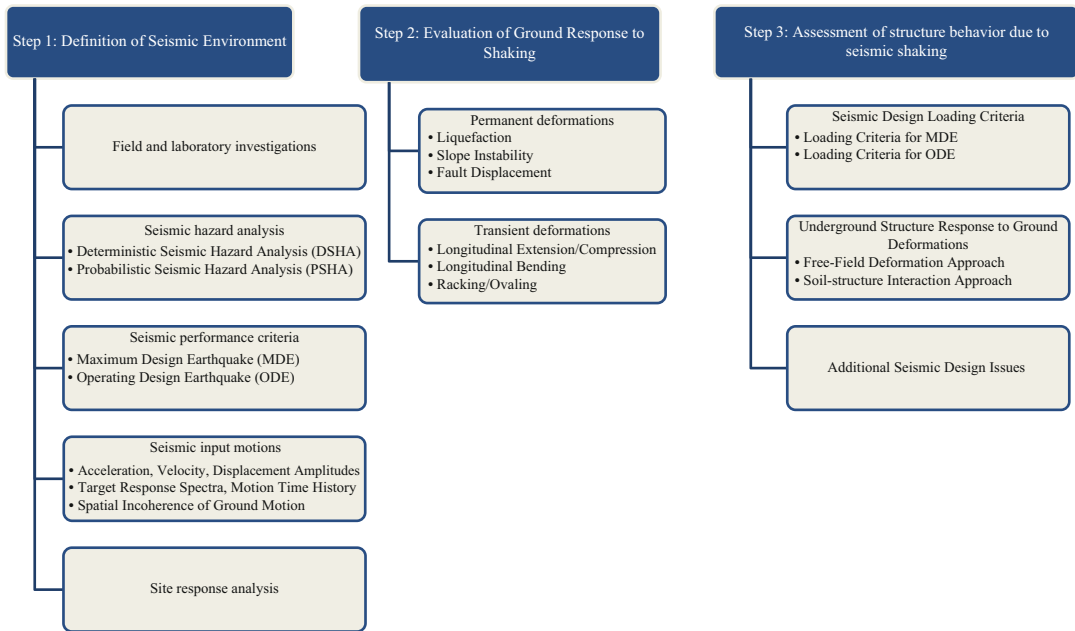 Step 1: Definition of Seismic Environment
Field and laboratory investigations
Seismic hazard analysis
• Deterministic Seismic Hazard Analysis (DSHA)
• Probabilistic Seismic Hazard Analysis (PSHA)
Seismic performance criteria
• Maximum Design Earthquake (MDE)
• Operating Design Earthquake (ODE)
Seismic input motions
• Acceleration, Velocity, Displacement Amplitudes
• Target Response Spectra, Motion Time History
• Spatial Incoherence of Ground Motion
Site response analysis
Step 2: Evaluation of Ground Response to
Shaking
Permanent deformations
• Liquefaction
• Slope Instability
• Fault Displacement
Transient deformations
• Longitudinal Extension/Compression
• Longitudinal Bending
• Racking/Ovaling
Step 3: Assessment of structure behavior due to
seismic shaking
Seismic Design Loading Criteria
• Loading Criteria for MDE
• Loading Criteria for ODE
Underground Structure Response to Ground
Deformations
• Free-Field Deformation Approach
• Soil-structure Interaction Approach
Additional Seismic Design Issues